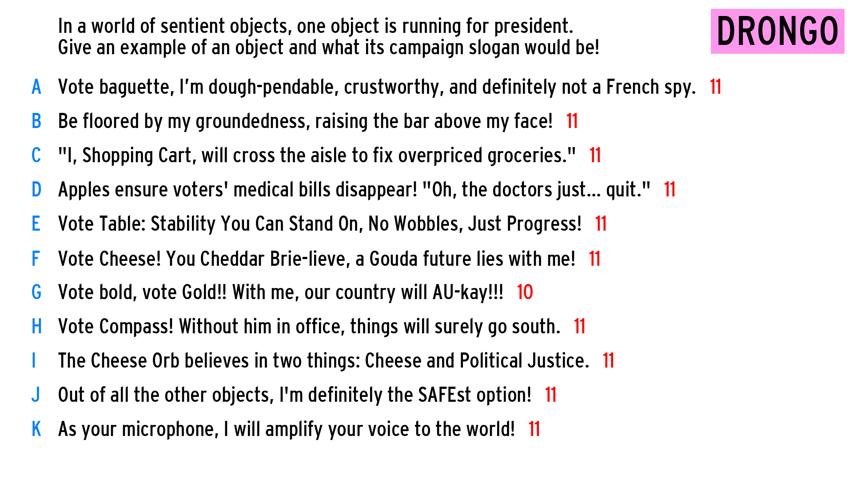 In a world of sentient objects, one object is running for president.
Give an example of an object and what its campaign slogan would be!
DRONGO
A Vote baguette, I'm dough-pendable, crustworthy, and definitely not a French spy. 11
B Be floored by my groundedness, raising the bar above my face! 11
C "I, Shopping Cart, will cross the aisle to fix overpriced groceries." 11
D Apples ensure voters' medical bills disappear! "Oh, the doctors just... quit." 11
E Vote Table: Stability You Can Stand On, No Wobbles, Just Progress! 11
F Vote Cheese! You Cheddar Brie-lieve, a Gouda future lies with me! 11
G Vote bold, vote Gold!! With me, our country will AU-kay!!! 10
H Vote Compass! Without him in office, things will surely go south. 11
I The Cheese Orb believes in two things: Cheese and Political Justice. 11
J Out of all the other objects, I'm definitely the SAFEst option! 11
K As your microphone, I will amplify your voice to the world! 11